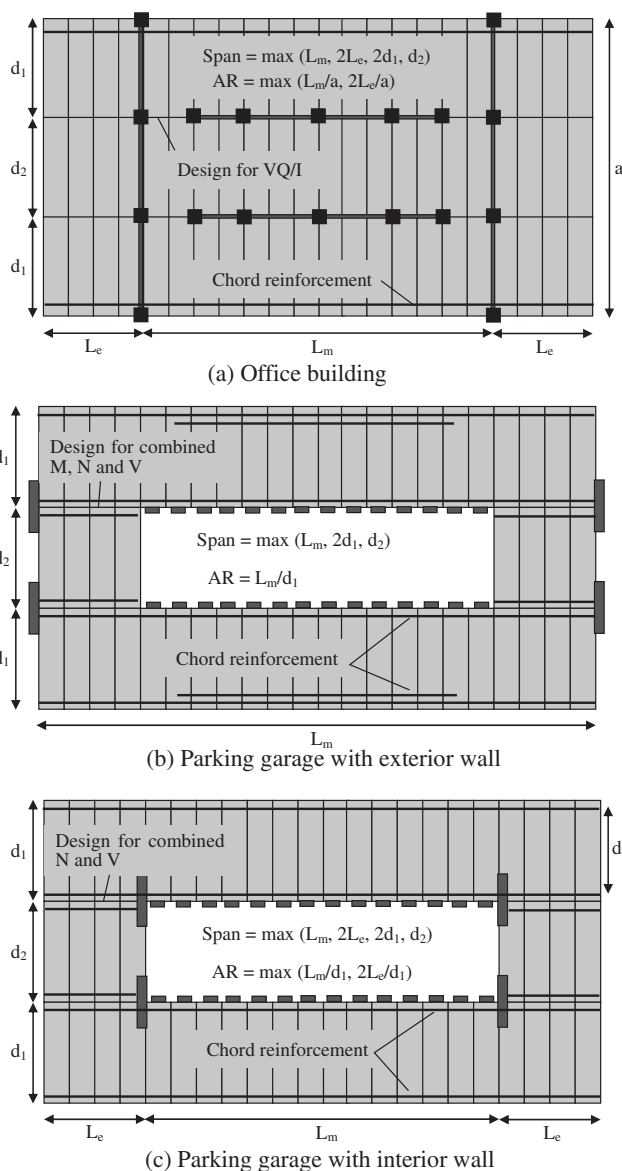 d₁
Span = max (Lₘ, 2Lₑ, 2d₁, d₂)
AR = max (Lₘ/a, 2Lₑ/a)
d₂
Design for VQ/I
a
d₁
Chord reinforcement
Lₑ
Lₘ
Lₑ
(a) Office building
d₁
Design for combined
M, N and V
d₂
Span = max (Lₘ, 2d₁, d₂)
AR = Lₘ/d₁
d₁
Chord reinforcement
Lₘ
(b) Parking garage with exterior wall
d₁
Design for combined
N and V
d
d₂
Span = max (Lₘ, 2Lₑ, 2d₁, d₂)
AR = max (Lₘ/d₁, 2Lₑ/d₁)
d₁
Chord reinforcement
Lₑ
Lₘ
Lₑ
(c) Parking garage with interior wall